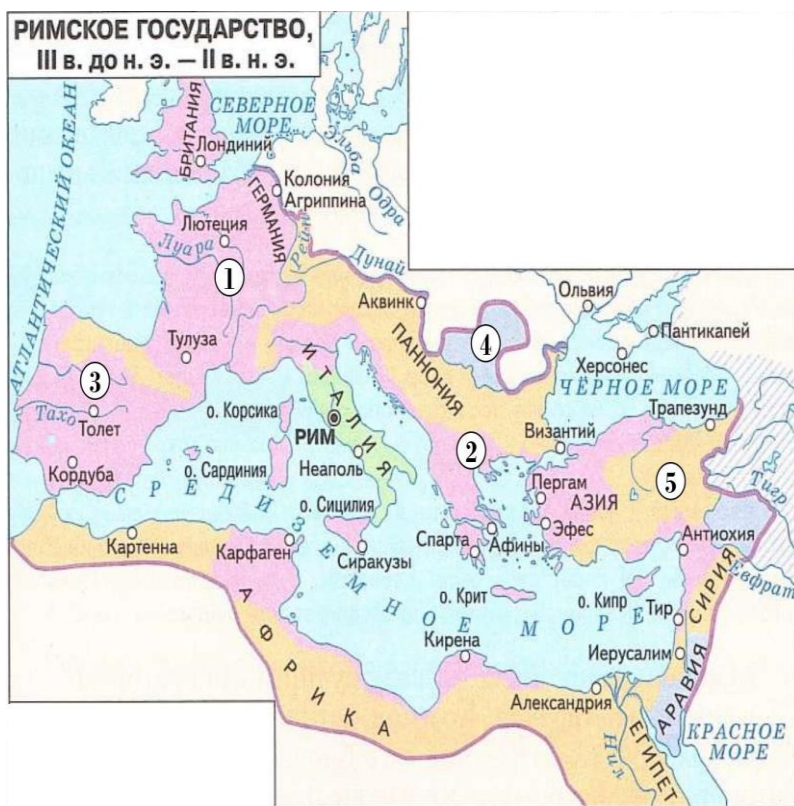 РИМСКОЕ ГОСУДАРСТВО,
III в. до н. э. — II в. н. э.
АТЛАНТИЧЕСКИЙ ОКЕАН
БРИТАНИЯ
Лондиний
СЕВЕРНОЕ
МОРЕ
Эльба
Одра
Колония
Агриппина
ГЕРМАНИЯ
Рейн
Лютеция
Луара
1
Дунай
Аквинк
ПАННОНИЯ
4
Ольвия
Пантикапей
Херсонес
ЧЁРНОЕ МОРЕ
Трапезунд
Тулуза
3
Тахо
Толет
Кордуба
ИТАЛИЯ
о. Корсика
РИМ
о. Сардиния
Неаполь
2
Византий
Пергам
АЗИЯ
5
Тигр
Эфес
о. Сицилия
Сиракузы
Спарта
Афины
Антиохия
Евфрат
СРЕДИЗЕМНОЕ МОРЕ
Картенна
Карфаген
о. Крит
о. Кипр
Тир
СИРИЯ
Кирена
Иерусалим
АФРИКА
Александрия
АРАВИЯ
ЕГИПЕТ
Нил
КРАСНОЕ
МОРЕ